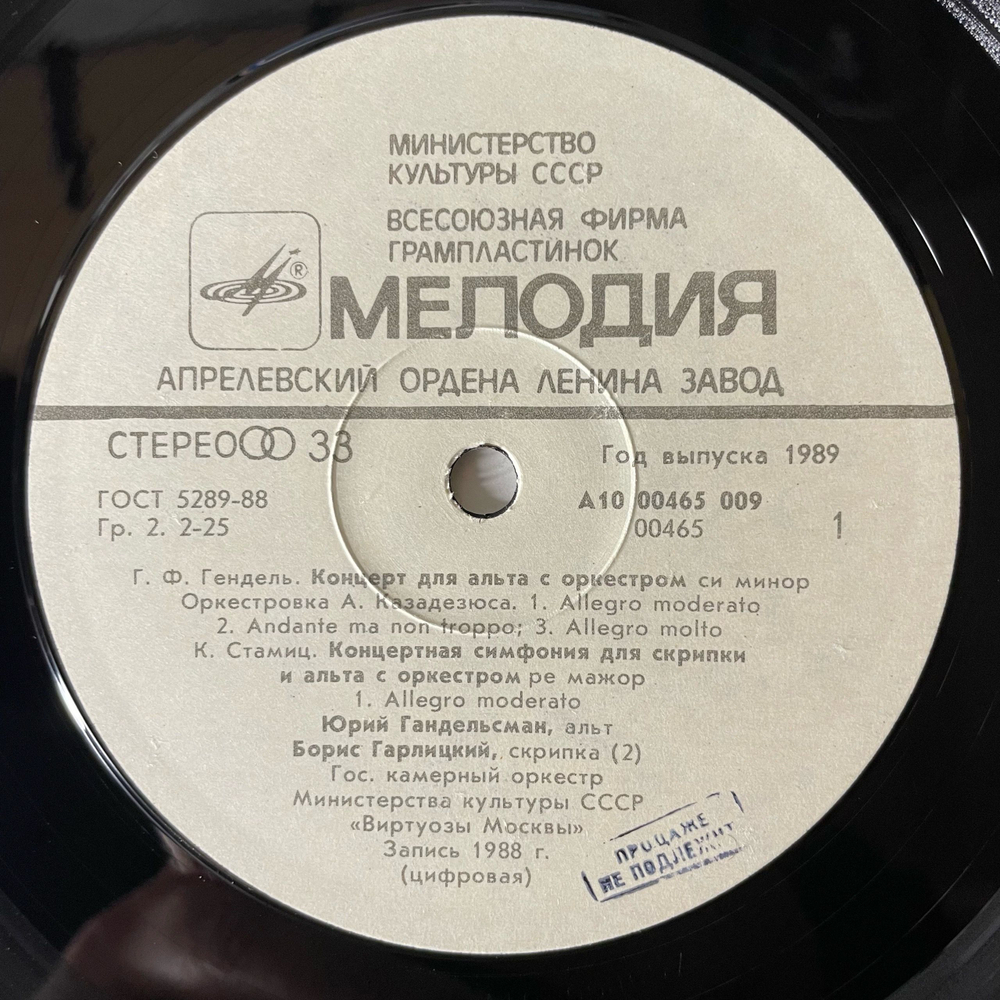 МИНИСТЕРСТВО
КУЛЬТУРЫ СССР
ВСЕСОЮЗНАЯ ФИРМА
ГРАМПЛАСТИНОК
®
МЕЛОДИЯ
АПРЕЛЕВСКИЙ ОРДЕНА ЛЕНИНА ЗАВОД
СТЕРЕО 33
Год выпуска 1989
ГОСТ 5289-88
А10 00465 009
Гр. 2. 2-25
00465
1
Г. Ф. Гендель. Концерт для альта с оркестром си минор
Оркестровка А. Казадезюса. 1. Allegro moderato
2. Andante ma non troppo; 3. Allegro molto
К. Стамиц. Концертная симфония для скрипки
и альта с оркестром ре мажор
1. Allegro moderato
Юрий Гандельсман, альт
Борис Гарлицкий, скрипка (2)
Гос. камерный оркестр
Министерства культуры СССР
«Виртуозы Москвы»
Запись 1988 г.
(цифровая)
ПРОДАЖЕ
НЕ ПОДЛЕЖИТ